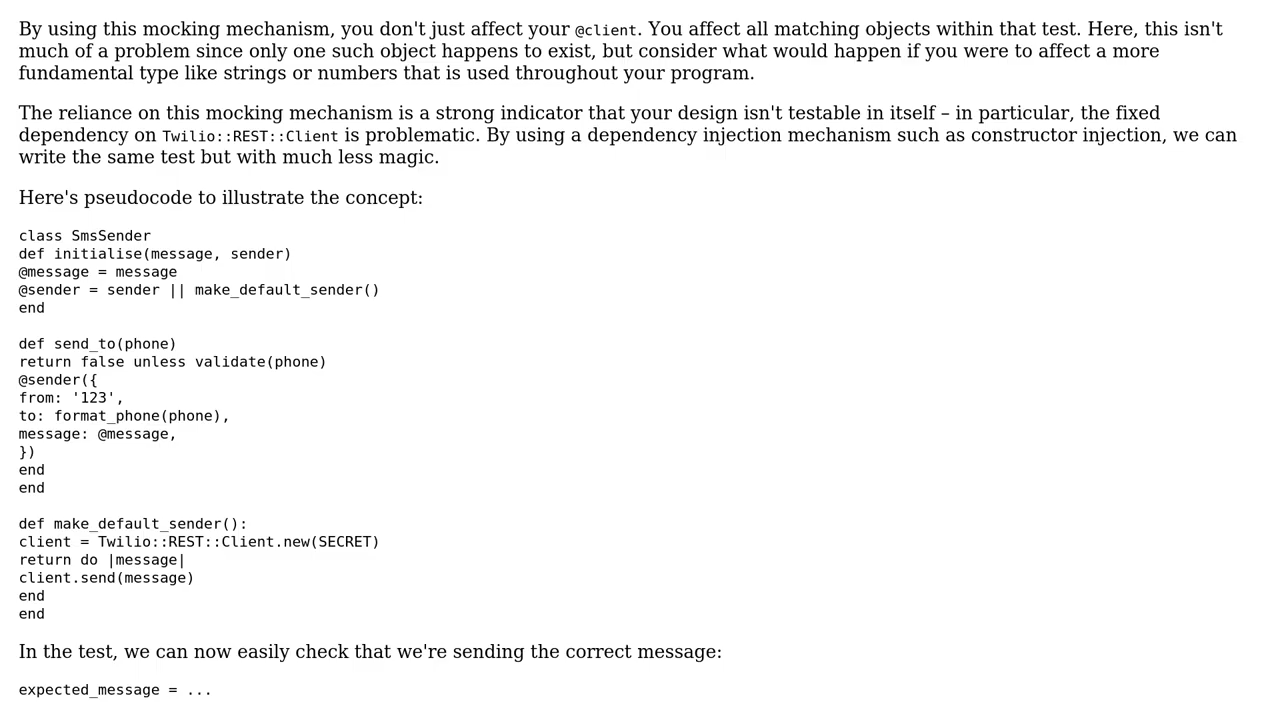 By using this mocking mechanism, you don't just affect your @client. You affect all matching objects within that test. Here, this isn't
much of a problem since only one such object happens to exist, but consider what would happen if you were to affect a more
fundamental type like strings or numbers that is used throughout your program.
The reliance on this mocking mechanism is a strong indicator that your design isn't testable in itself – in particular, the fixed
dependency on Twilio::REST::Client is problematic. By using a dependency injection mechanism such as constructor injection, we can
write the same test but with much less magic.
Here's pseudocode to illustrate the concept:
class SmsSender
def initialise(message, sender)
@message = message
@sender = sender || make_default_sender()
end
def send_to(phone)
return false unless validate(phone)
@sender({
from: '123',
to: format_phone(phone),
message: @message,
})
end
end
def make_default_sender():
client = Twilio::REST::Client.new(SECRET)
return do |message|
client.send(message)
end
end
In the test, we can now easily check that we're sending the correct message:
expected_message = ...